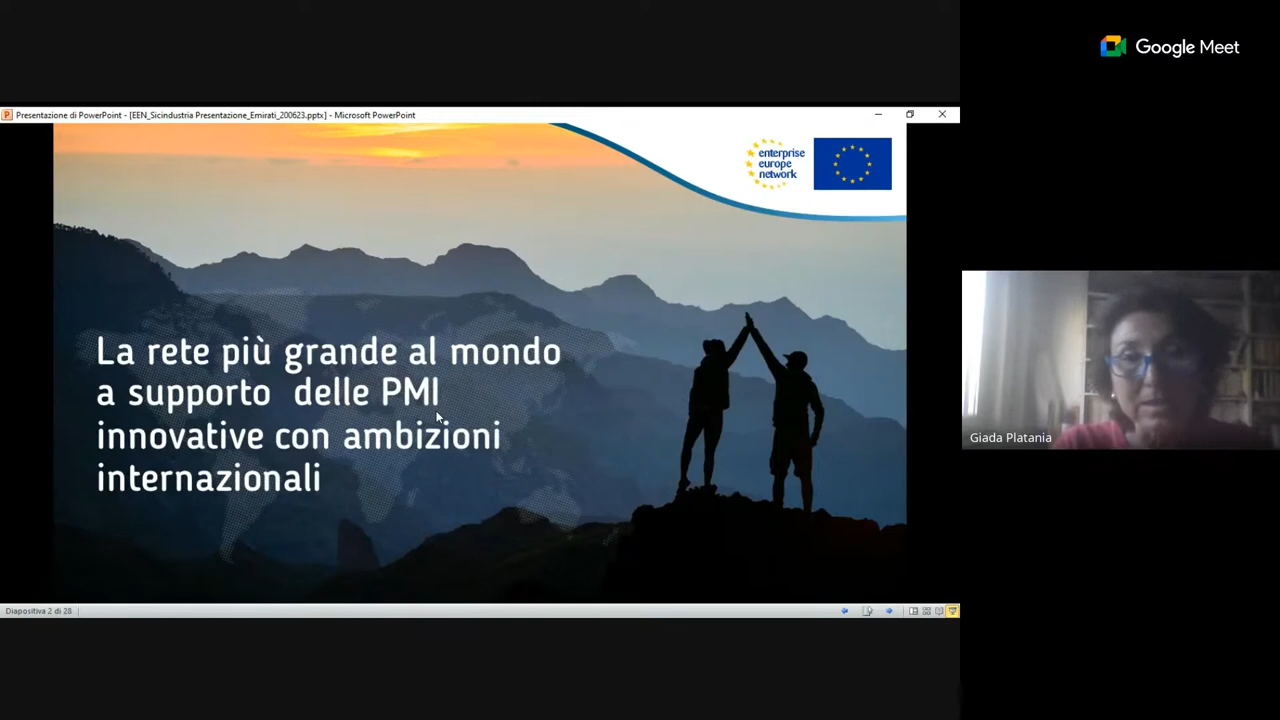 Google Meet
Presentazione di PowerPoint - [EEN_Sicindustria Presentazione_Emirati_200623.pptx] - Microsoft PowerPoint
enterprise
europe
network
La rete più grande al mondo
a supporto delle PMI
innovative con ambizioni
internazionali
Giada Platania
Diapositiva 2 di 28